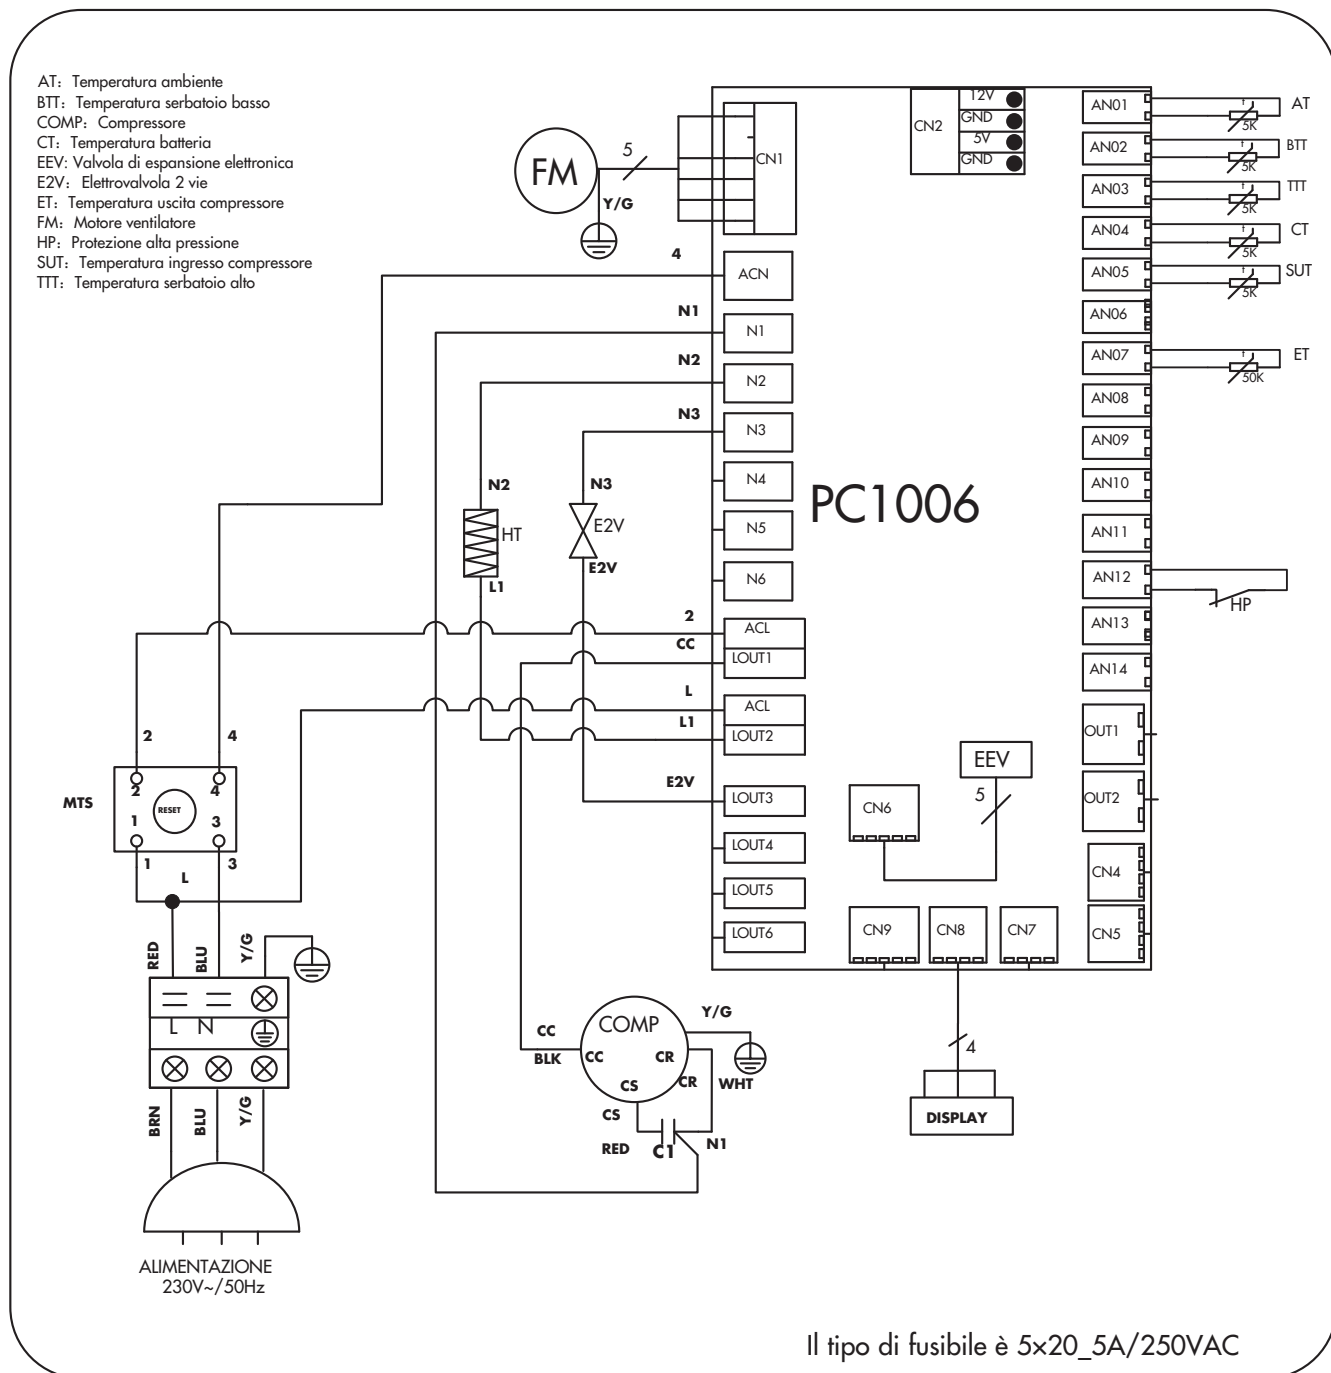 AT: Temperatura ambiente
BTT: Temperatura serbatoio basso
COMP: Compressore
CT: Temperatura batteria
EEV: Valvola di espansione elettronica
E2V: Elettrovalvola 2 vie
ET: Temperatura uscita compressore
FM: Motore ventilatore
HP: Protezione alta pressione
SUT: Temperatura ingresso compressore
TTT: Temperatura serbatoio alto
FM
5
Y/G
CN1
CN2
12V
GND
5V
GND
AN01
AN02
AN03
AN04
AN05
AN06
AN07
AN08
AN09
AN10
AN11
AN12
AN13
AN14
t
5K
AT
t
5K
BTT
t
5K
TTT
t
5K
CT
t
5K
SUT
t
50K
ET
HP
4
ACN
N1
N1
N2
N2
N3
N3
N4
N5
N6
PC1006
N2
HT
L1
N3
E2V
E2V
2
ACL
CC
LOUT1
L
ACL
L1
LOUT2
E2V
LOUT3
LOUT4
LOUT5
LOUT6
OUT1
OUT2
CN4
CN5
EEV
5
CN6
CN9
CN8
CN7
2
4
MTS
2
4
RESET
1
3
1
3
L
RED
BLU
Y/G
L
N
BRN
BLU
Y/G
ALIMENTAZIONE
230V~/50Hz
COMP
CC
BLK
CC
CR
CS
CR
Y/G
WHT
CS
RED
C1
N1
4
DISPLAY
Il tipo di fusibile è 5×20_5A/250VAC